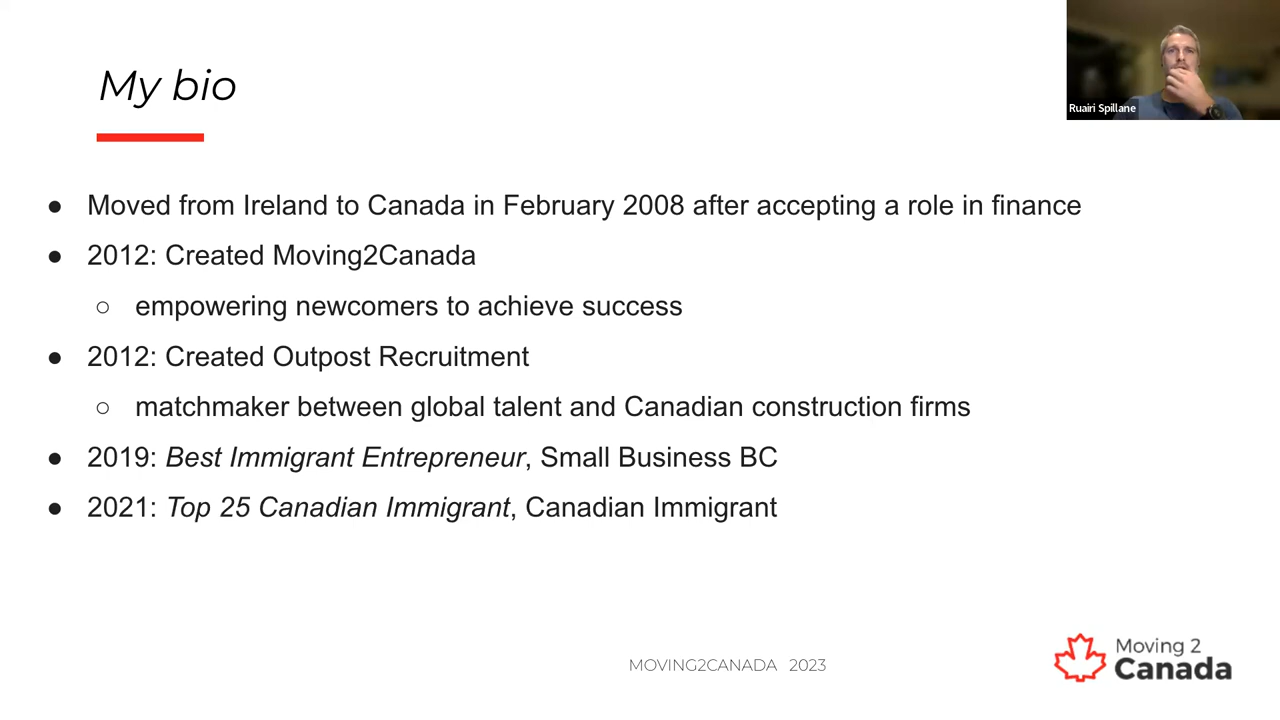 My bio
Ruairi Spillane
● Moved from Ireland to Canada in February 2008 after accepting a role in finance
● 2012: Created Moving2Canada
○ empowering newcomers to achieve success
● 2012: Created Outpost Recruitment
○ matchmaker between global talent and Canadian construction firms
● 2019: Best Immigrant Entrepreneur, Small Business BC
● 2021: Top 25 Canadian Immigrant, Canadian Immigrant
MOVING2CANADA 2023
Moving 2
Canada